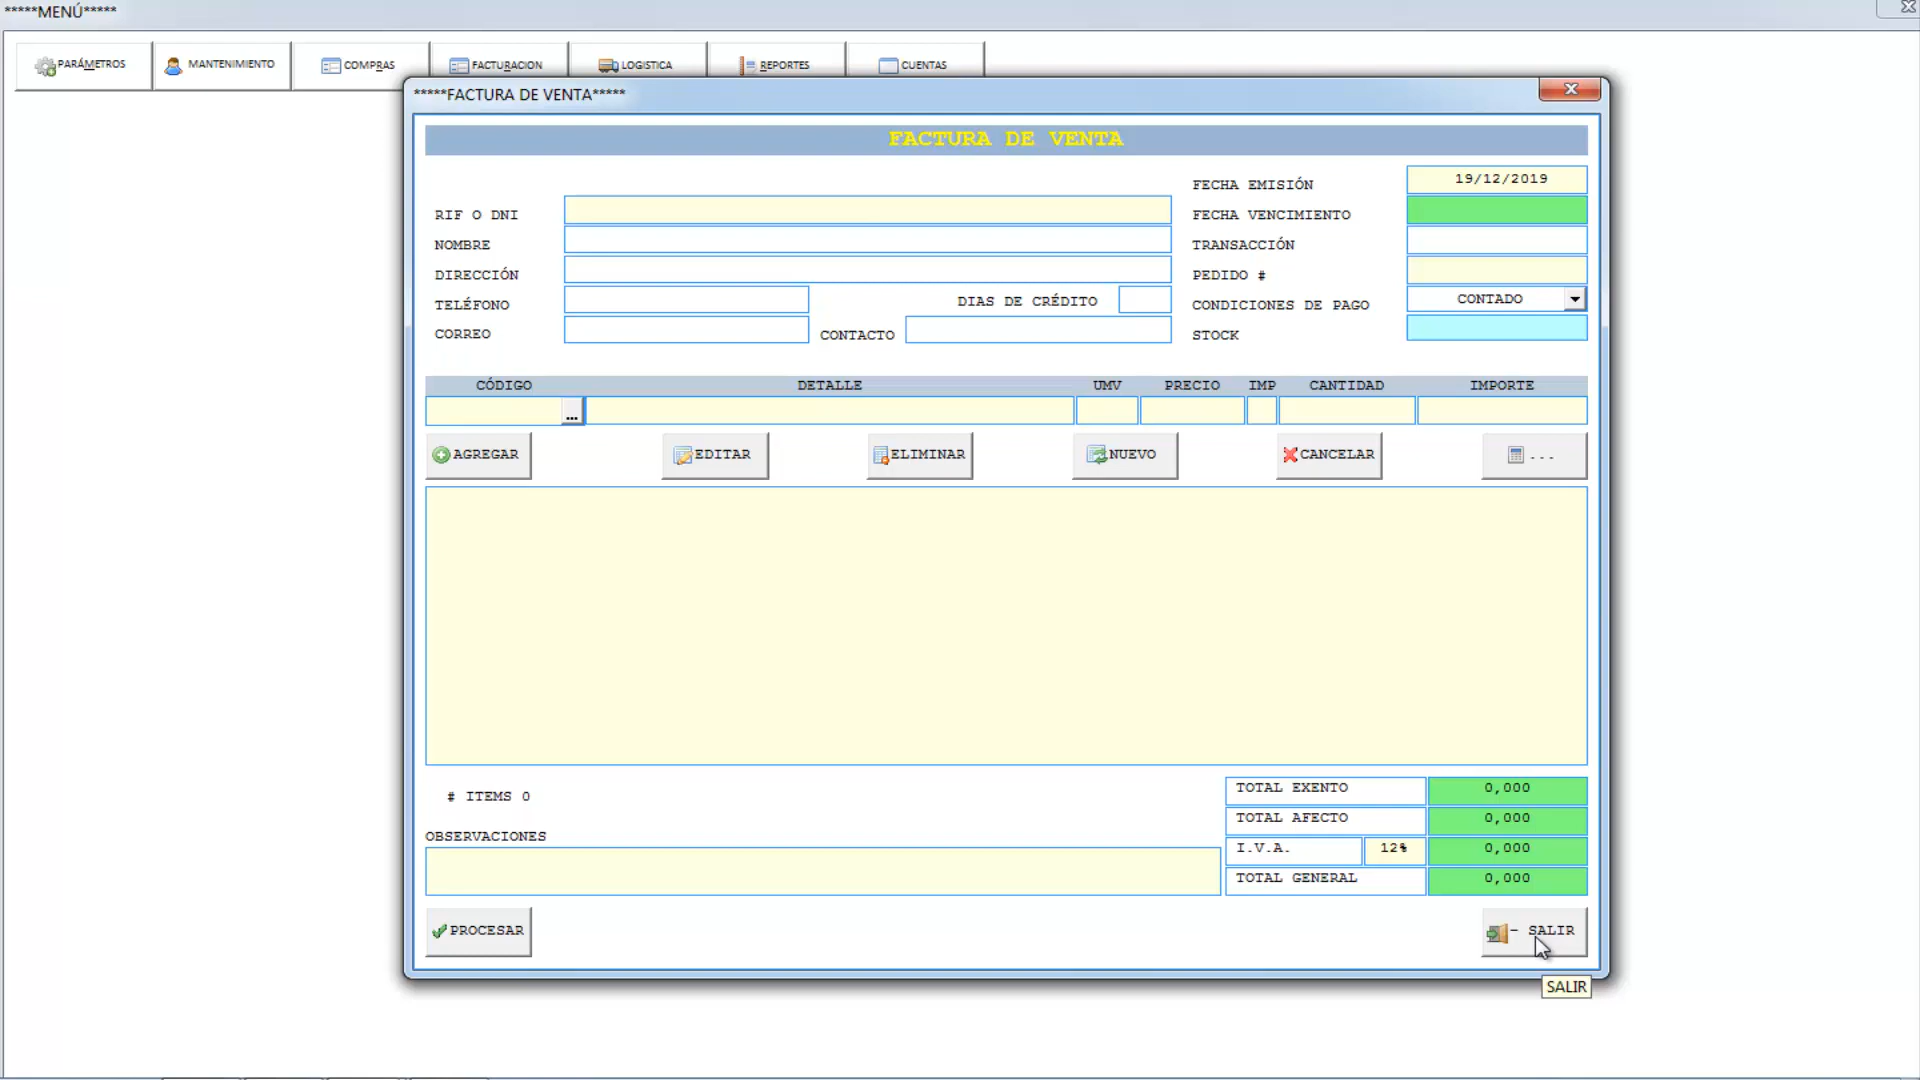 *****MENÚ*****
PARÁMETROS
MANTENIMIENTO
COMPRAS
FACTURACION
LOGISTICA
REPORTES
CUENTAS
*****FACTURA DE VENTA*****
FACTURA DE VENTA
FECHA EMISIÓN 19/12/2019
RIF O DNI
FECHA VENCIMIENTO
NOMBRE
TRANSACCIÓN
DIRECCIÓN
PEDIDO #
TELÉFONO
DIAS DE CRÉDITO
CONDICIONES DE PAGO CONTADO
CORREO
CONTACTO
STOCK
CÓDIGO DETALLE UMV PRECIO IMP CANTIDAD IMPORTE
...
AGREGAR
EDITAR
ELIMINAR
NUEVO
CANCELAR
...
# ITEMS 0
TOTAL EXENTO 0,000
TOTAL AFECTO 0,000
OBSERVACIONES
I.V.A. 12% 0,000
TOTAL GENERAL 0,000
PROCESAR
- SALIR
SALIR